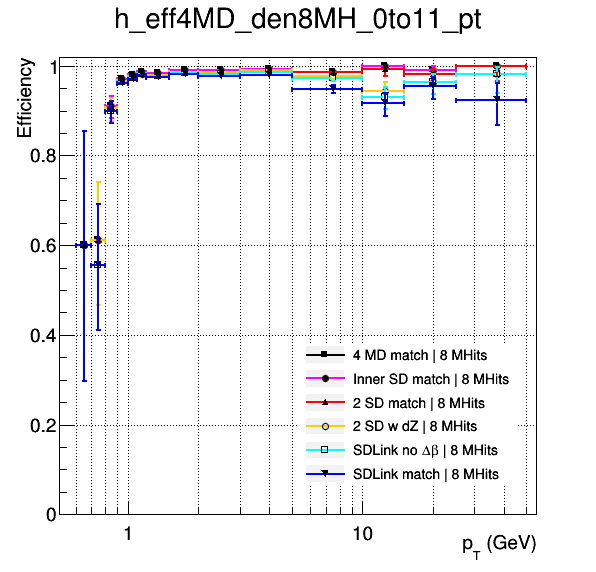 h_eff4MD_den8MH_0to11_pt
Efficiency
1
0.8
0.6
0.4
0.2
0
4 MD match | 8 MHits
Inner SD match | 8 MHits
2 SD match | 8 MHits
2 SD w dZ | 8 MHits
SDLink no Δβ | 8 MHits
SDLink match | 8 MHits
1 10
p_T (GeV)